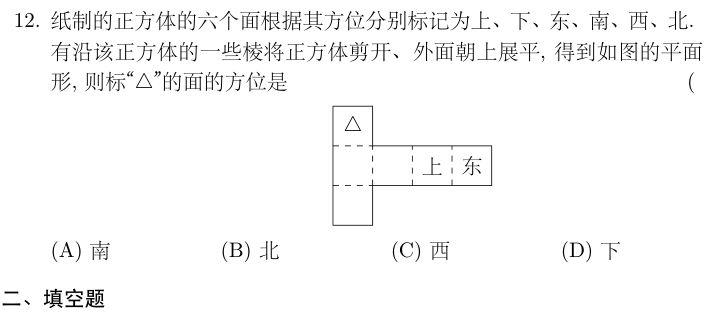 12. 纸制的正方体的六个面根据其方位分别标记为上、下、东、南、西、北.
有沿该正方体的一些棱将正方体剪开、外面朝上展平, 得到如图的平面
形, 则标“△”的面的方位是 (
△
上 东
(A) 南 (B) 北 (C) 西 (D) 下
二、填空题